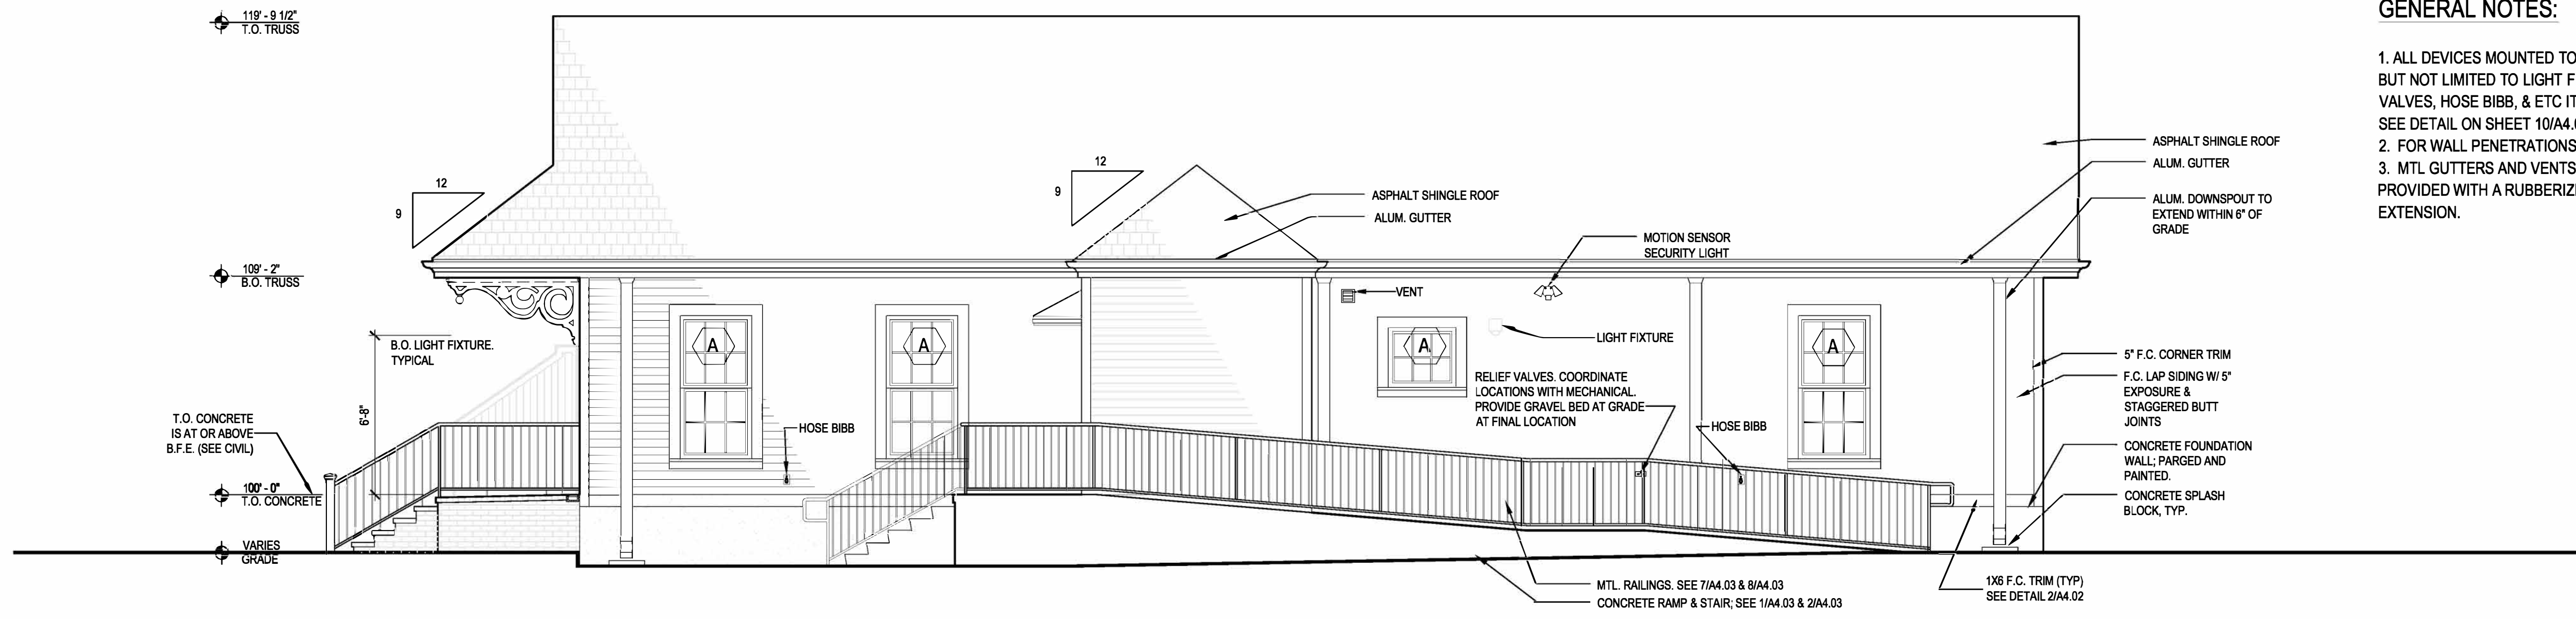 119' - 9 1/2"
T.O. TRUSS
109' - 2"
B.O. TRUSS
100' - 0"
T.O. CONCRETE
VARIES
GRADE
T.O. CONCRETE
IS AT OR ABOVE
B.F.E. (SEE CIVIL)
12
9
B.O. LIGHT FIXTURE.
TYPICAL
6'-8"
A
A
HOSE BIBB
12
9
ASPHALT SHINGLE ROOF
ALUM. GUTTER
MOTION SENSOR
SECURITY LIGHT
VENT
A
LIGHT FIXTURE
RELIEF VALVES. COORDINATE
LOCATIONS WITH MECHANICAL.
PROVIDE GRAVEL BED AT GRADE
AT FINAL LOCATION
HOSE BIBB
A
MTL. RAILINGS. SEE 7/A4.03 & 8/A4.03
CONCRETE RAMP & STAIR; SEE 1/A4.03 & 2/A4.03
1X6 F.C. TRIM (TYP)
SEE DETAIL 2/A4.02
ASPHALT SHINGLE ROOF
ALUM. GUTTER
ALUM. DOWNSPOUT TO
EXTEND WITHIN 6" OF
GRADE
5" F.C. CORNER TRIM
F.C. LAP SIDING W/ 5"
EXPOSURE &
STAGGERED BUTT
JOINTS
CONCRETE FOUNDATION
WALL; PARGED AND
PAINTED.
CONCRETE SPLASH
BLOCK, TYP.
GENERAL NOTES:
1. ALL DEVICES MOUNTED TO
BUT NOT LIMITED TO LIGHT F
VALVES, HOSE BIBB, & ETC IT
SEE DETAIL ON SHEET 10/A4.
2. FOR WALL PENETRATIONS
3. MTL GUTTERS AND VENTS
PROVIDED WITH A RUBBERIZ
EXTENSION.